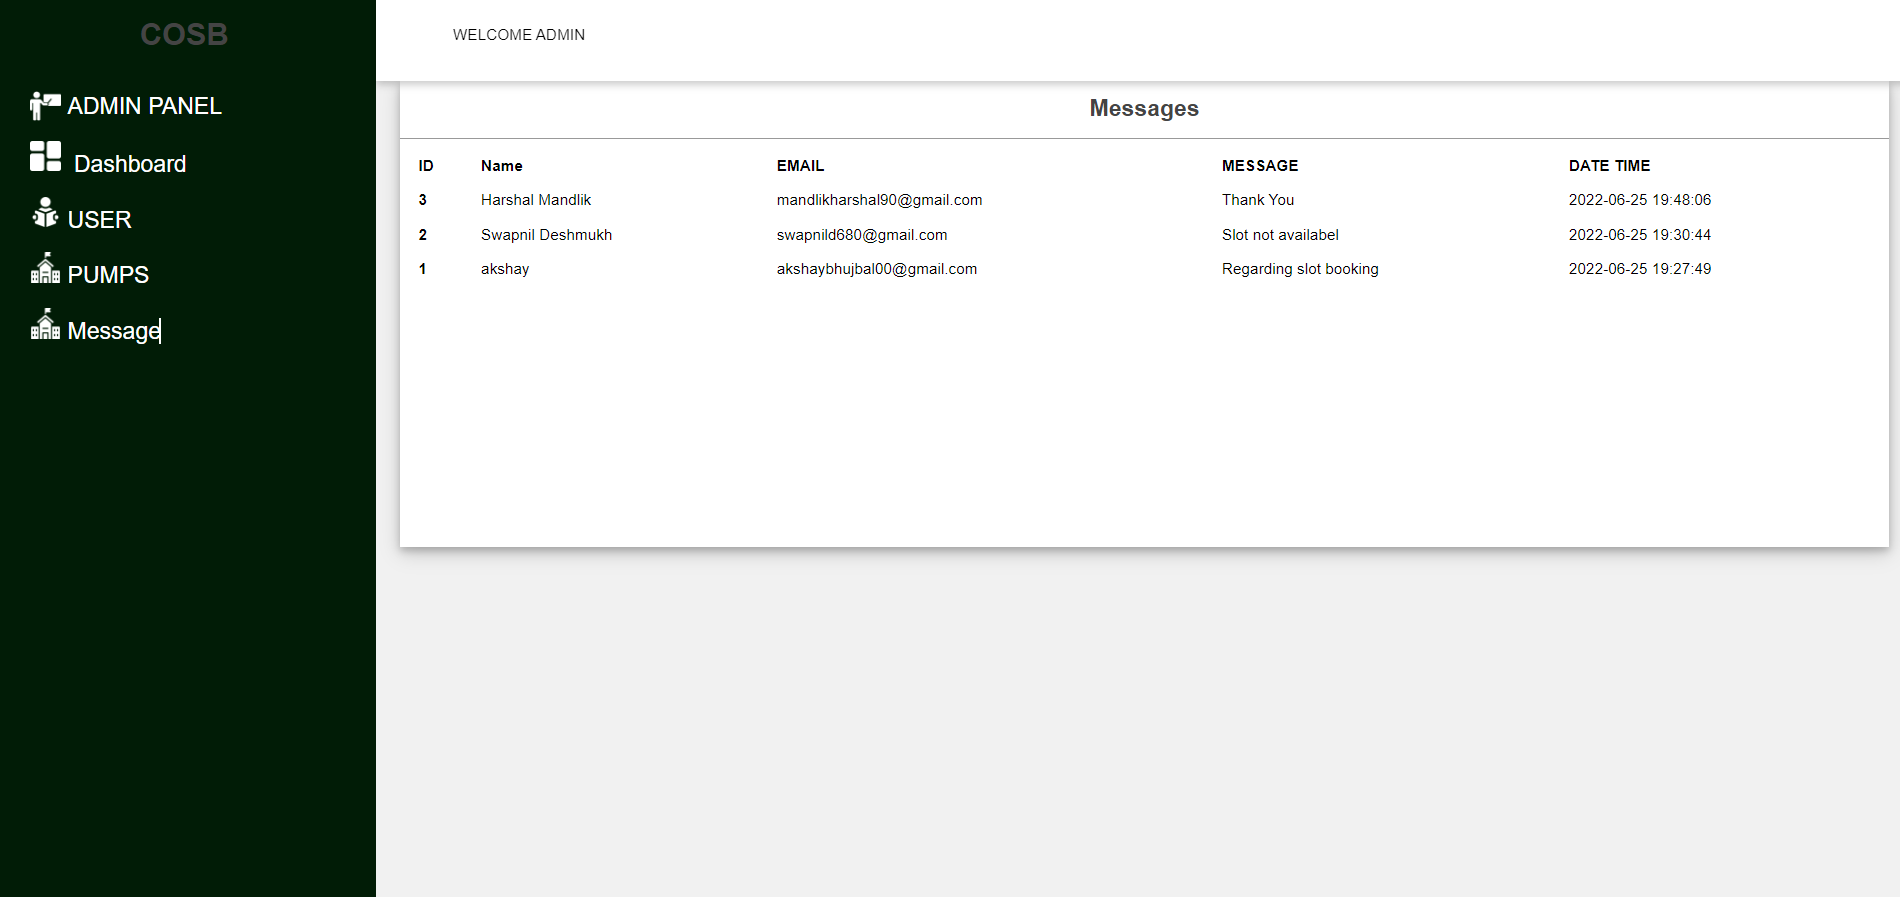 COSB
WELCOME ADMIN
ADMIN PANEL
Dashboard
USER
PUMPS
Message
Messages
ID Name EMAIL MESSAGE DATE TIME
3 Harshal Mandlik mandlikharshal90@gmail.com Thank You 2022-06-25 19:48:06
2 Swapnil Deshmukh swapnild680@gmail.com Slot not availabel 2022-06-25 19:30:44
1 akshay akshaybhujbal00@gmail.com Regarding slot booking 2022-06-25 19:27:49